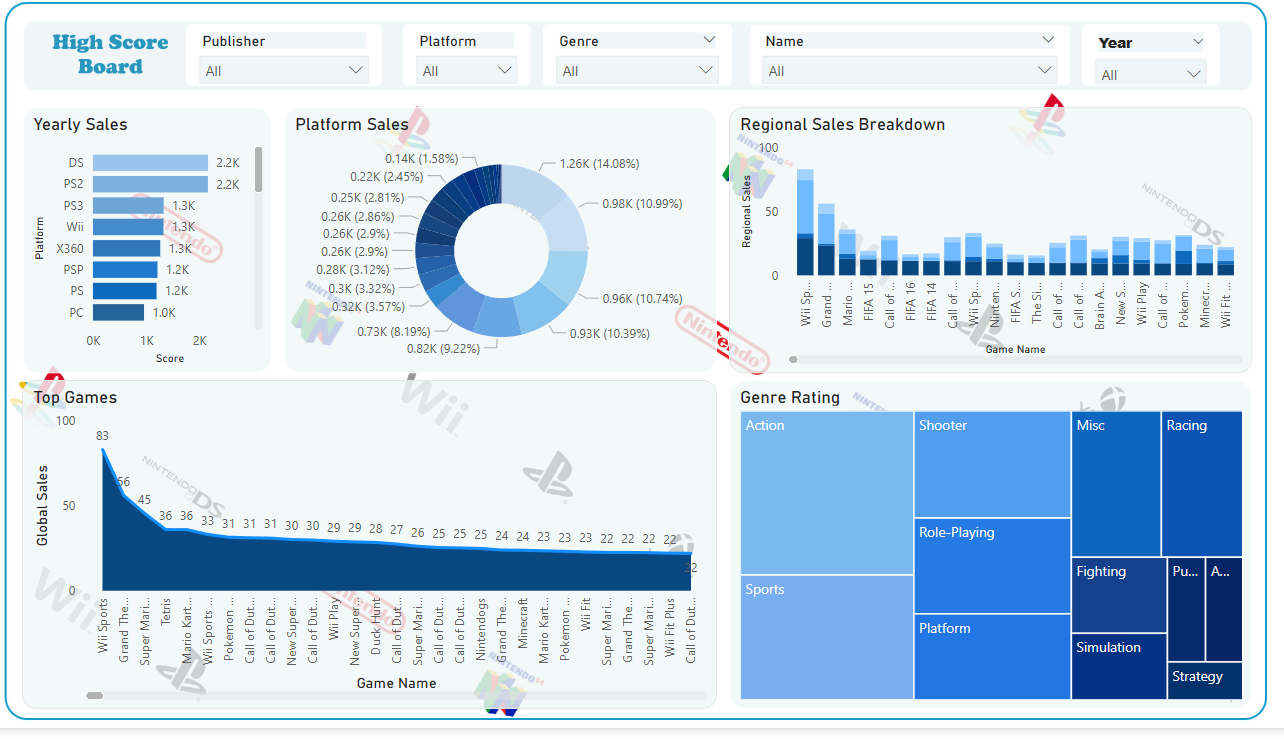 High Score
Board
Publisher
All
Platform
All
Genre
All
Name
All
Year
All
Yearly Sales
Platform
DS 2.2K
PS2 2.2K
PS3 1.3K
Wii 1.3K
X360 1.3K
PSP 1.2K
PS 1.2K
PC 1.0K
0K 1K 2K
Score
Platform Sales
1.26K (14.08%)
0.98K (10.99%)
0.96K (10.74%)
0.93K (10.39%)
0.82K (9.22%)
0.73K (8.19%)
0.32K (3.57%)
0.3K (3.32%)
0.28K (3.12%)
0.26K (2.9%)
0.26K (2.9%)
0.26K (2.86%)
0.25K (2.81%)
0.22K (2.45%)
0.14K (1.58%)
Regional Sales Breakdown
Regional Sales
100
50
0
Wii Sp...
Grand ...
Mario ...
FIFA 15
Call of ...
FIFA 16
FIFA 14
Call of ...
Wii Sp...
Ninten...
FIFA S...
The Si...
Call of ...
Call of ...
Brain A...
New S...
Wii Play
Call of ...
Pokem...
Minecr...
Wii Fit ...
Game Name
Top Games
Global Sales
100
50
0
83 56 45 36 36 33 31 31 31 30 30 29 29 28 27 26 25 25 25 24 24 23 23 23 22 22 22 22 22
Wii Sports
Grand The...
Super Mari...
Tetris
Mario Kart...
Wii Sports ...
Pokemon ...
Call of Dut...
Call of Dut...
New Super...
Call of Dut...
Wii Play
New Super...
Duck Hunt
Call of Dut...
Super Mari...
Call of Dut...
Call of Dut...
Nintendogs
Grand The...
Minecraft
Mario Kart...
Pokemon ...
Wii Fit
Super Mari...
Grand The...
Super Mari...
Wii Fit Plus
Call of Dut...
Game Name
Genre Rating
Action
Sports
Shooter
Role-Playing
Platform
Misc
Racing
Fighting
Simulation
Pu...
A...
Strategy
Nintendo
NINTENDO64
NINTENDO64
NINTENDODS
Nintendo
Wii
NINTENDO
NINTENDODS
Wii
Nintendo
NINTENDO64